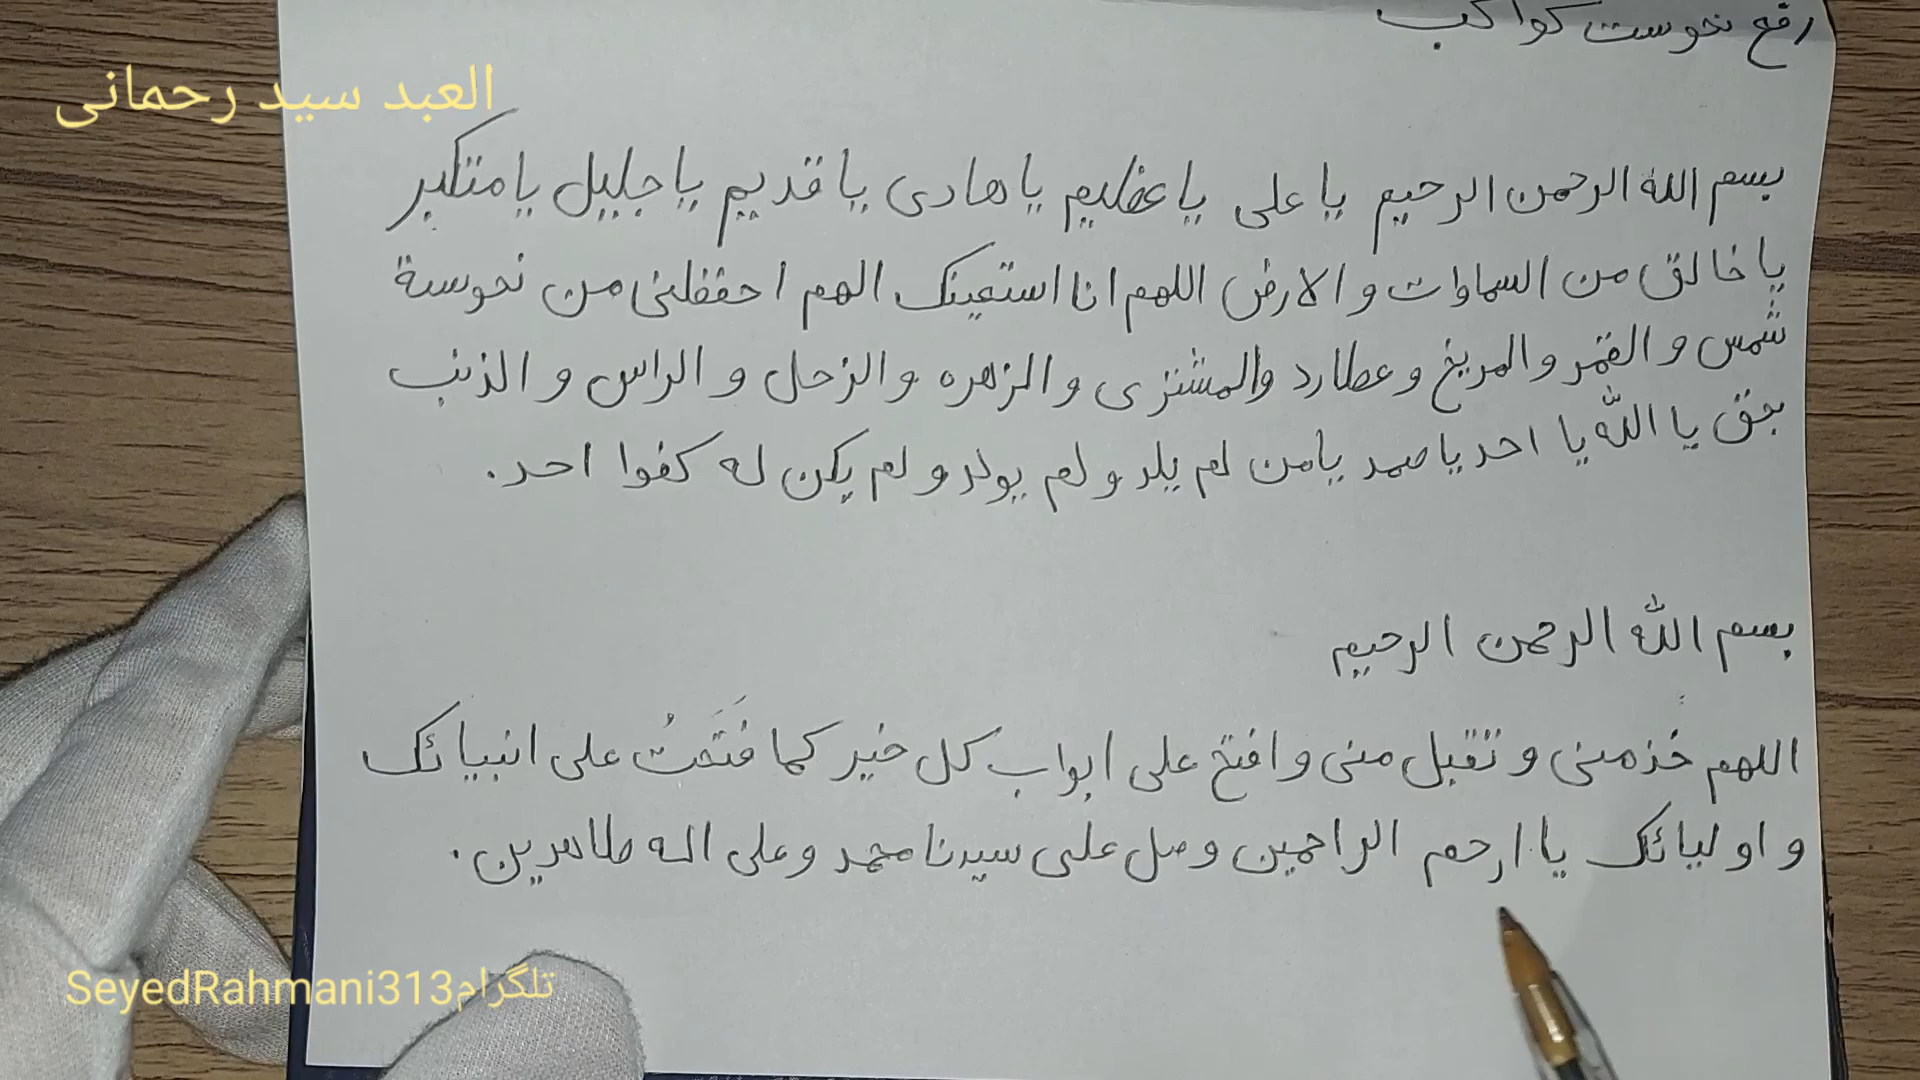 رفع نحوست کواکب
العبد سید رحمانی
بسم الله الرحمن الرحیم یا علی یا عظیم یا هادی یا قدیم یا جلیل یا متکبر
یا خالق من السماوات و الارض اللهم انا استعینک الهم احفظنی من نحوسة
شمس و القمر و المریخ و عطارد والمشتری و الزهره و الزحل و الراس و الذنب
بحق یا الله یا احد یا صمد یا من لم یلد و لم یولد و لم یکن له کفوا احد.
بسم الله الرحمن الرحیم
اللهم خذمنی و تقبل منی و افتح علی ابواب کل خیر کما فُتَحَتُ علی انبیائک
و اولیائک یا ارحم الراحمین و صل علی سیدنا محمد و علی اله طاهرین.
تلگرام SeyedRahmani313